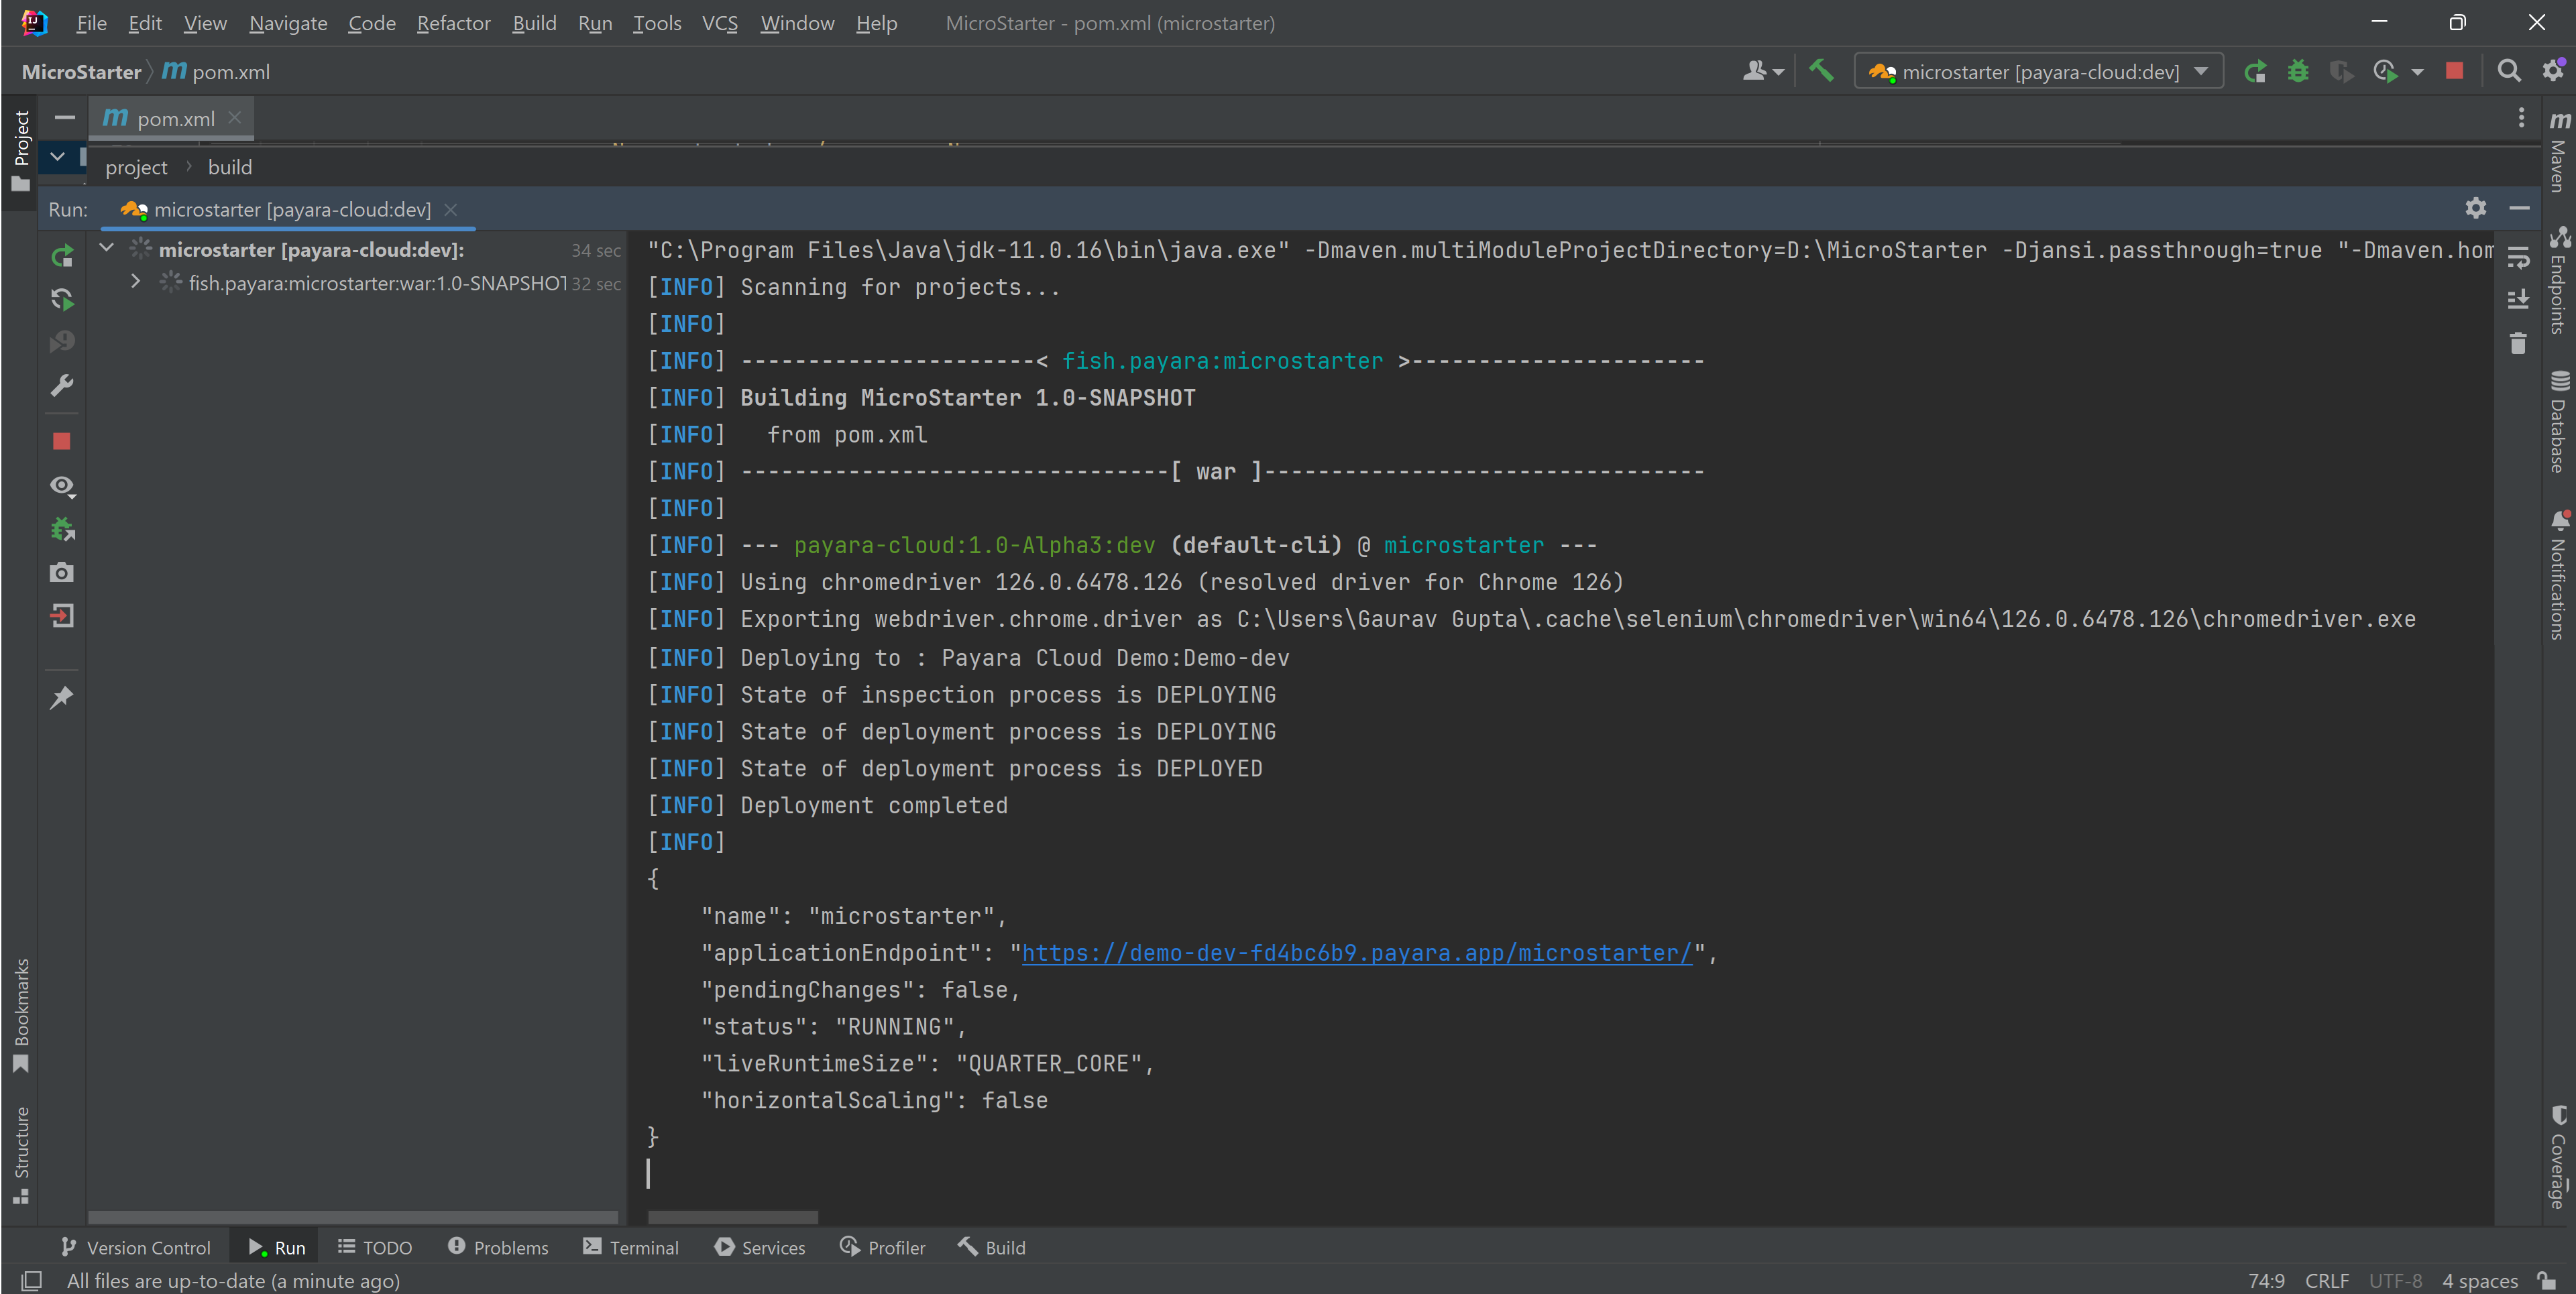 File Edit View Navigate Code Refactor Build Run Tools VCS Window Help MicroStarter - pom.xml (microstarter)
MicroStarter pom.xml
microstarter [payara-cloud:dev]
pom.xml
project build
Run: microstarter [payara-cloud:dev]
microstarter [payara-cloud:dev]: 34 sec
fish.payara:microstarter:war:1.0-SNAPSHOT 32 sec
"C:\Program Files\Java\jdk-11.0.16\bin\java.exe" -Dmaven.multiModuleProjectDirectory=D:\MicroStarter -Djansi.passthrough=true "-Dmaven.hom
[INFO] Scanning for projects...
[INFO]
[INFO] ----------------------< fish.payara:microstarter >----------------------
[INFO] Building MicroStarter 1.0-SNAPSHOT
[INFO]   from pom.xml
[INFO] --------------------------------[ war ]---------------------------------
[INFO]
[INFO] --- payara-cloud:1.0-Alpha3:dev (default-cli) @ microstarter ---
[INFO] Using chromedriver 126.0.6478.126 (resolved driver for Chrome 126)
[INFO] Exporting webdriver.chrome.driver as C:\Users\Gaurav Gupta\.cache\selenium\chromedriver\win64\126.0.6478.126\chromedriver.exe
[INFO] Deploying to : Payara Cloud Demo:Demo-dev
[INFO] State of inspection process is DEPLOYING
[INFO] State of deployment process is DEPLOYING
[INFO] State of deployment process is DEPLOYED
[INFO] Deployment completed
[INFO]
{
    "name": "microstarter",
    "applicationEndpoint": "https://demo-dev-fd4bc6b9.payara.app/microstarter/",
    "pendingChanges": false,
    "status": "RUNNING",
    "liveRuntimeSize": "QUARTER_CORE",
    "horizontalScaling": false
}
Project
Bookmarks
Structure
Maven
Endpoints
Database
Notifications
Coverage
Version Control Run TODO Problems Terminal Services Profiler Build
All files are up-to-date (a minute ago) 74:9 CRLF UTF-8 4 spaces